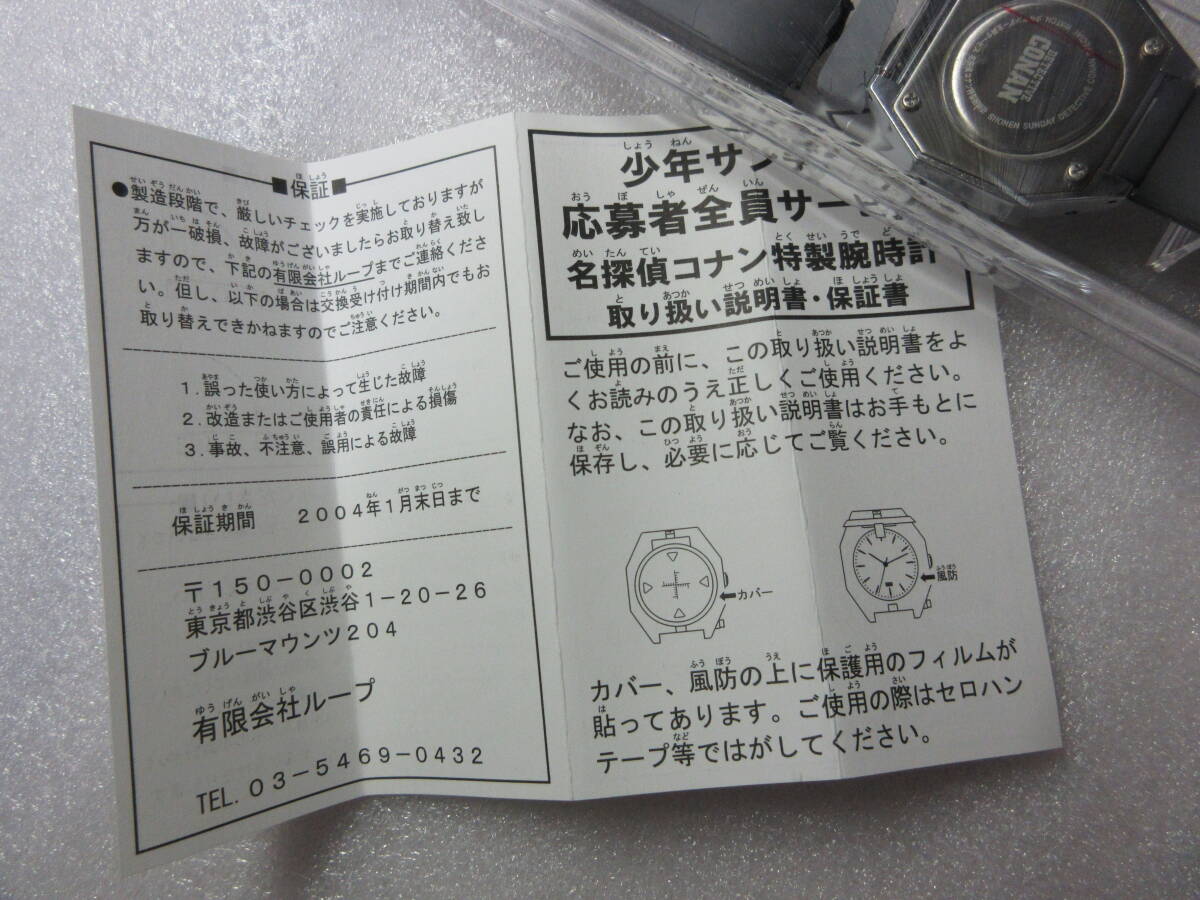 ■保証■
●製造段階で、厳しいチェックを実施しておりますが
万が一破損、故障がございましたらお取り替え致し
ますので、下記の有限会社ループまでご連絡くださ
い。但し、以下の場合は交換受け付け期間内でもお
取り替えできかねますのでご注意ください。
1.誤った使い方によって生じた故障
2.改造またはご使用者の責任による損傷
3.事故、不注意、誤用による故障
保証期間 2004年1月末日まで
〒150-0002
東京都渋谷区渋谷1-20-26
ブルーマウンツ204
有限会社ループ
TEL.03-5469-0432
少年サン
応募者全員サー
名探偵コナン特製腕時計
取り扱い説明書・保証書
ご使用の前に、この取り扱い説明書をよ
くお読みのうえ正しくご使用ください。
なお、この取り扱い説明書はお手もとに
保存し、必要に応じてご覧ください。
カバー
風防
カバー、風防の上に保護用のフィルムが
貼ってあります。ご使用の際はセロハン
テープ等ではがしてください。
DETECTIVE
CONAN
SHONEN SUNDAY DETECTIVE CONAN